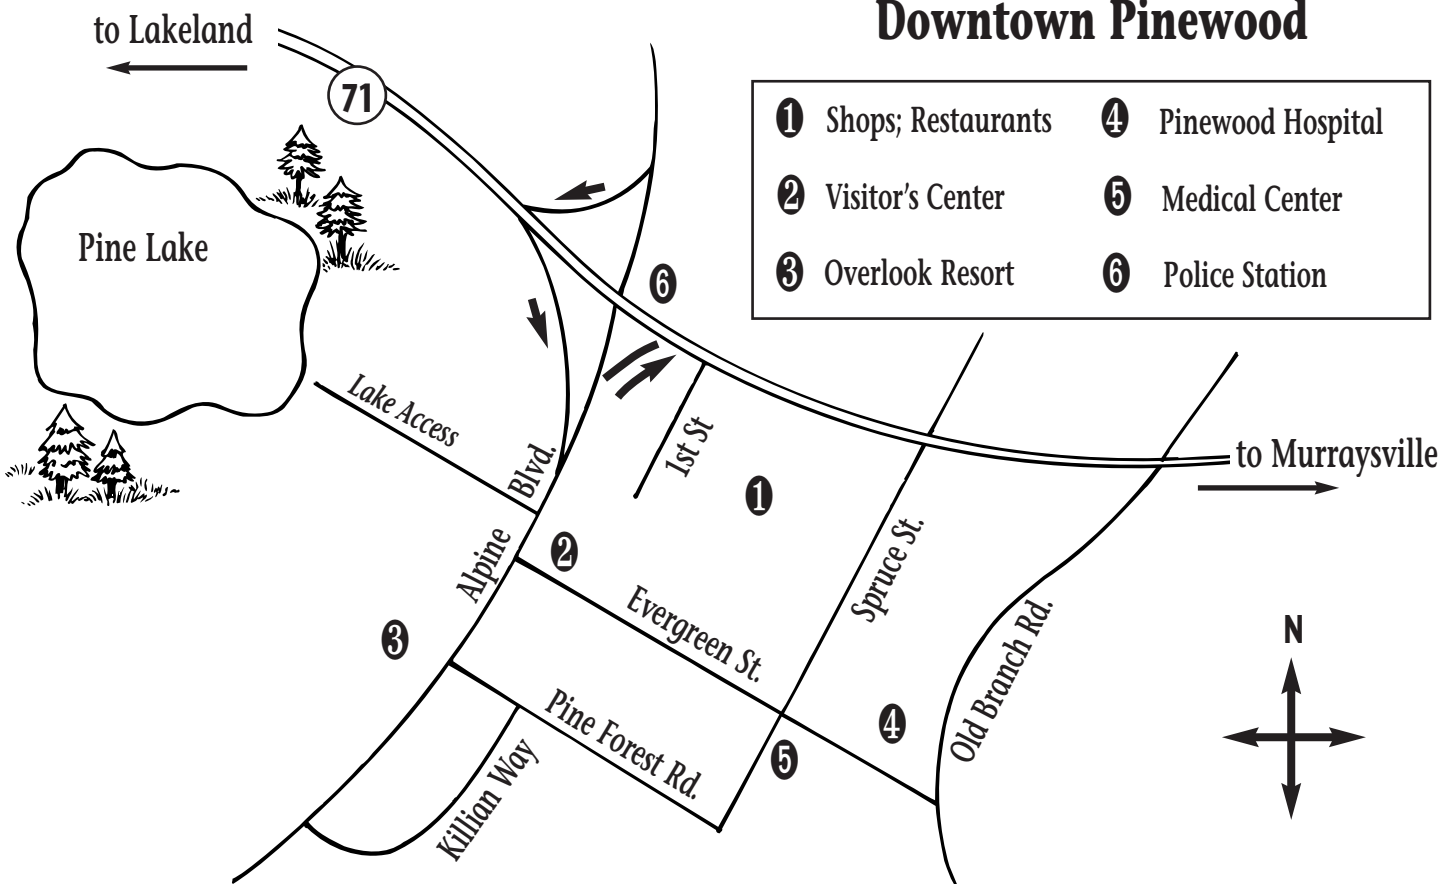 Downtown Pinewood
to Lakeland
71
1 Shops; Restaurants
2 Visitor's Center
3 Overlook Resort
4 Pinewood Hospital
5 Medical Center
6 Police Station
Pine Lake
6
Lake Access
Alpine Blvd.
1st St
1
to Murraysville
2
3
Evergreen St.
Spruce St.
Old Branch Rd.
N
Pine Forest Rd.
4
5
Killian Way